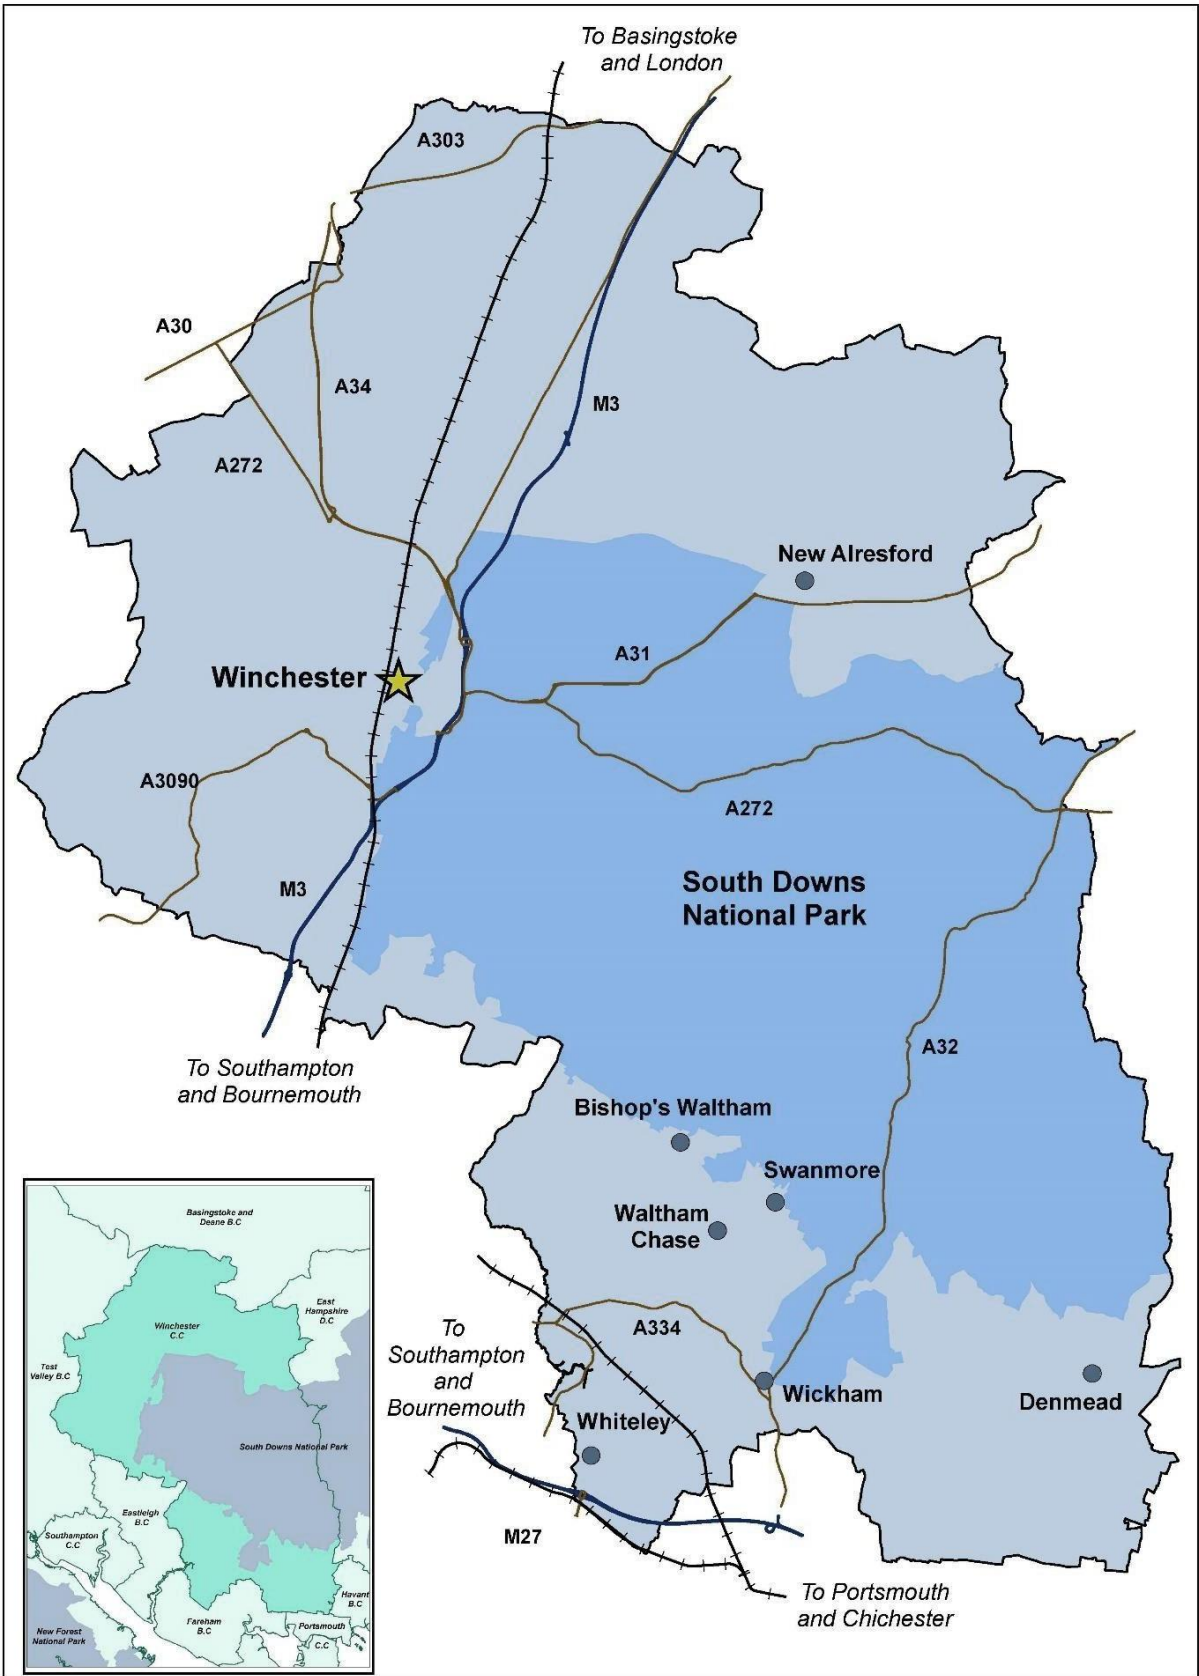 To Basingstoke
and London
A303
A30
A34
M3
A272
New Alresford
A31
Winchester
A3090
A272
M3
South Downs
National Park
A32
To Southampton
and Bournemouth
Bishop's Waltham
Swanmore
Waltham
Chase
To
Southampton
and
Bournemouth
A334
Wickham
Denmead
Whiteley
M27
To Portsmouth
and Chichester
Basingstoke and
Deane B.C
East
Hampshire
D.C
Winchester
C.C
Test
Valley B.C
South Downs National Park
Eastleigh
B.C
Southampton
C.C
Havant
B.C
Fareham
B.C
Portsmouth
C.C
New Forest
National Park